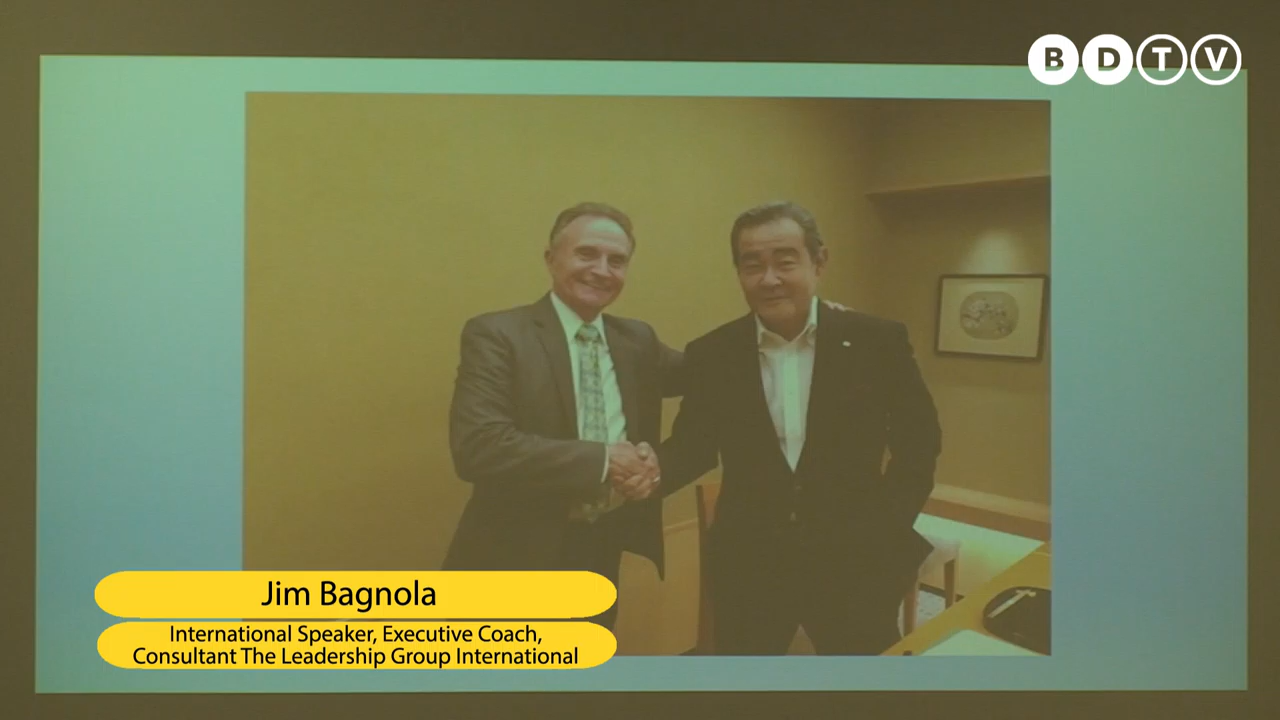 BDTV
Jim Bagnola
International Speaker, Executive Coach,
Consultant The Leadership Group International